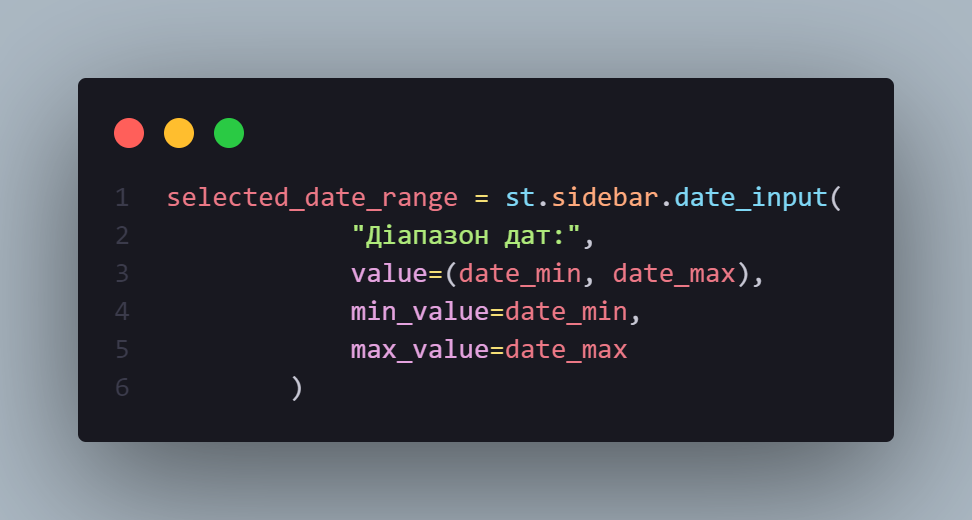 1 selected_date_range = st.sidebar.date_input(
2             "Діапазон дат:",
3             value=(date_min, date_max),
4             min_value=date_min,
5             max_value=date_max
6         )